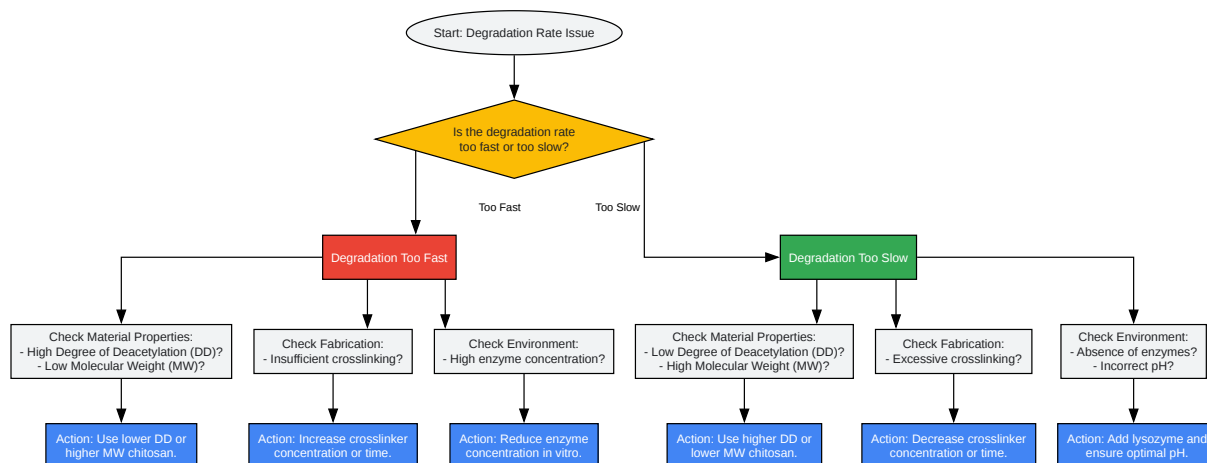 Start: Degradation Rate Issue
Is the degradation rate
too fast or too slow?
Too Fast
Too Slow
Degradation Too Fast
Degradation Too Slow
Check Material Properties:
- High Degree of Deacetylation (DD)?
- Low Molecular Weight (MW)?
Check Fabrication:
- Insufficient crosslinking?
Check Environment:
- High enzyme concentration?
Check Material Properties:
- Low Degree of Deacetylation (DD)?
- High Molecular Weight (MW)?
Check Fabrication:
- Excessive crosslinking?
Check Environment:
- Absence of enzymes?
- Incorrect pH?
Action: Use lower DD or
higher MW chitosan.
Action: Increase crosslinker
concentration or time.
Action: Reduce enzyme
concentration in vitro.
Action: Use higher DD or
lower MW chitosan.
Action: Decrease crosslinker
concentration or time.
Action: Add lysozyme and
ensure optimal pH.